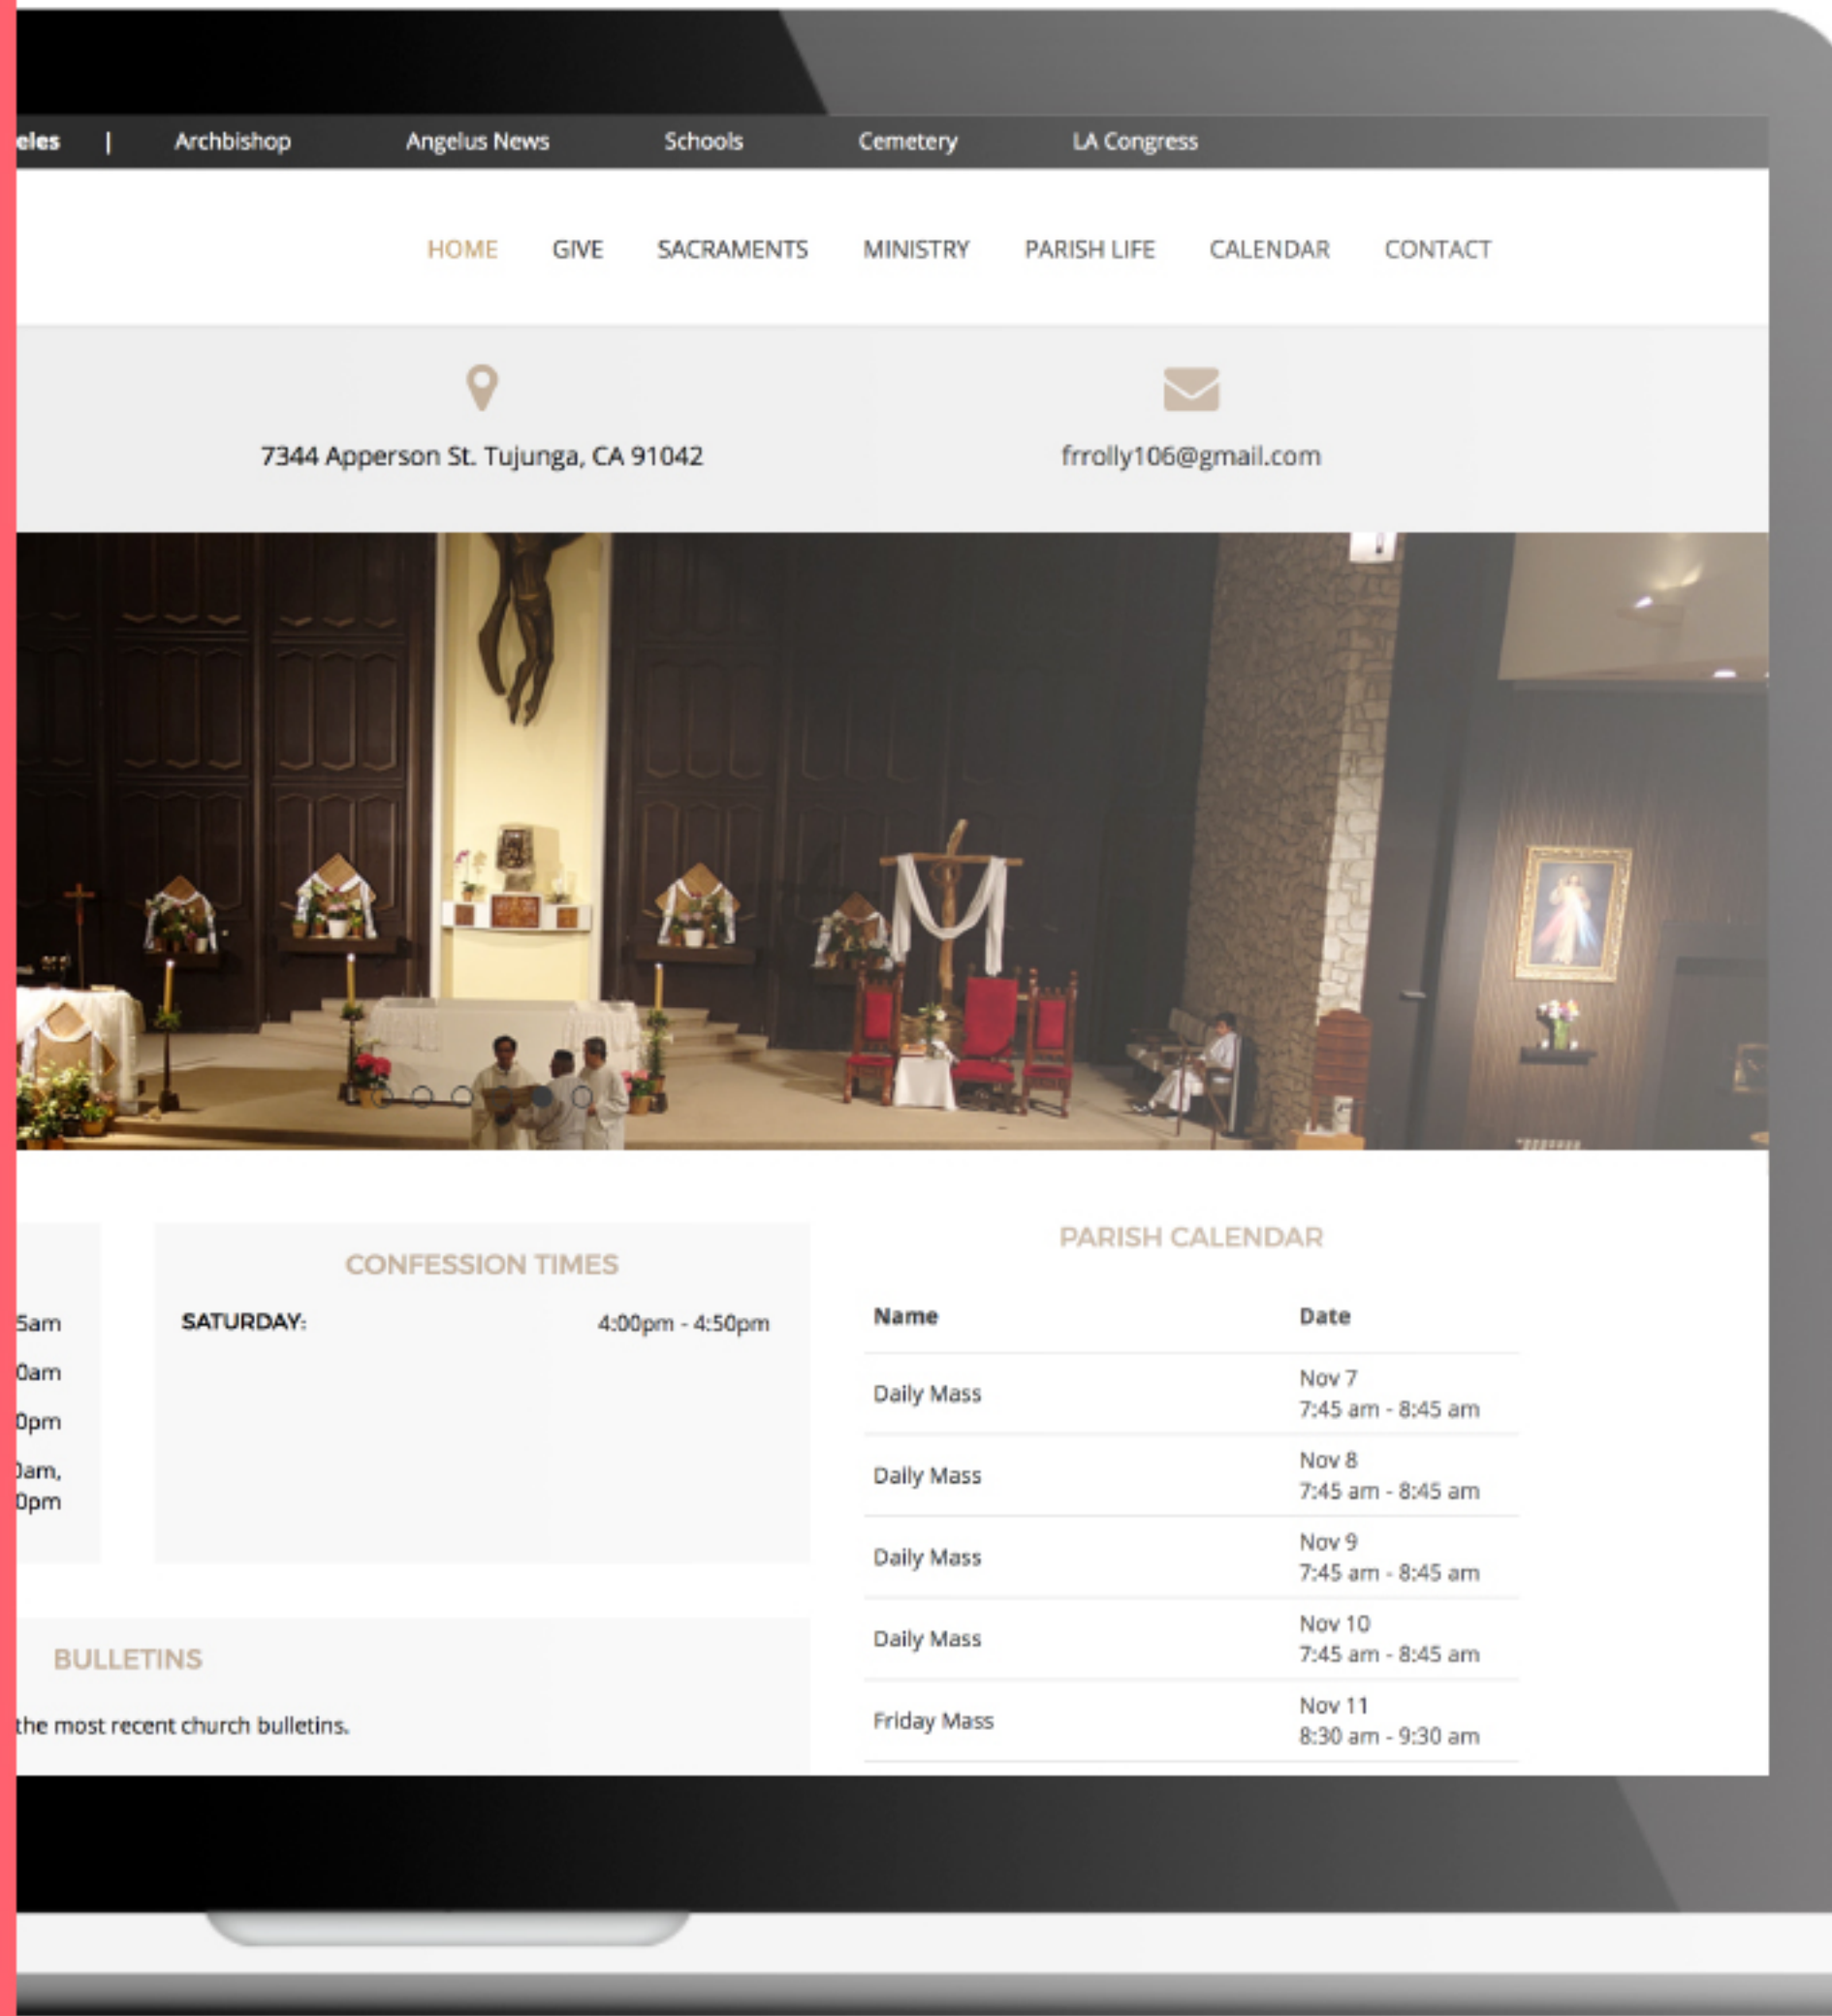 | Archbishop Angelus News Schools Cemetery LA Congress
HOME GIVE SACRAMENTS MINISTRY PARISH LIFE CALENDAR CONTACT
7344 Apperson St. Tujunga, CA 91042
frrolly106@gmail.com
CONFESSION TIMES
SATURDAY: 4:00pm - 4:50pm
BULLETINS
the most recent church bulletins.
PARISH CALENDAR
Name Date
Daily Mass
Nov 7
7:45 am - 8:45 am
Daily Mass
Nov 8
7:45 am - 8:45 am
Daily Mass
Nov 9
7:45 am - 8:45 am
Daily Mass
Nov 10
7:45 am - 8:45 am
Friday Mass
Nov 11
8:30 am - 9:30 am